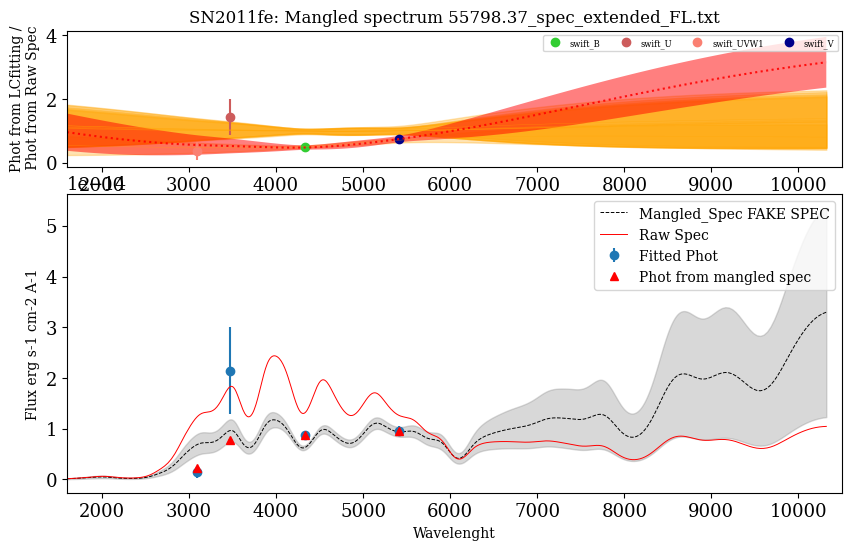 SN2011fe: Mangled spectrum 55798.37_spec_extended_FL.txt
Phot from LCfitting /
Phot from Raw Spec
4
2
0
swift_B
swift_U
swift_UVW1
swift_V
2000 3000 4000 5000 6000 7000 8000 9000 10000
Flux erg s-1 cm-2 A-1
5
4
3
2
1
0
Mangled_Spec FAKE SPEC
Raw Spec
Fitted Phot
Phot from mangled spec
2000 3000 4000 5000 6000 7000 8000 9000 10000
Wavelenght